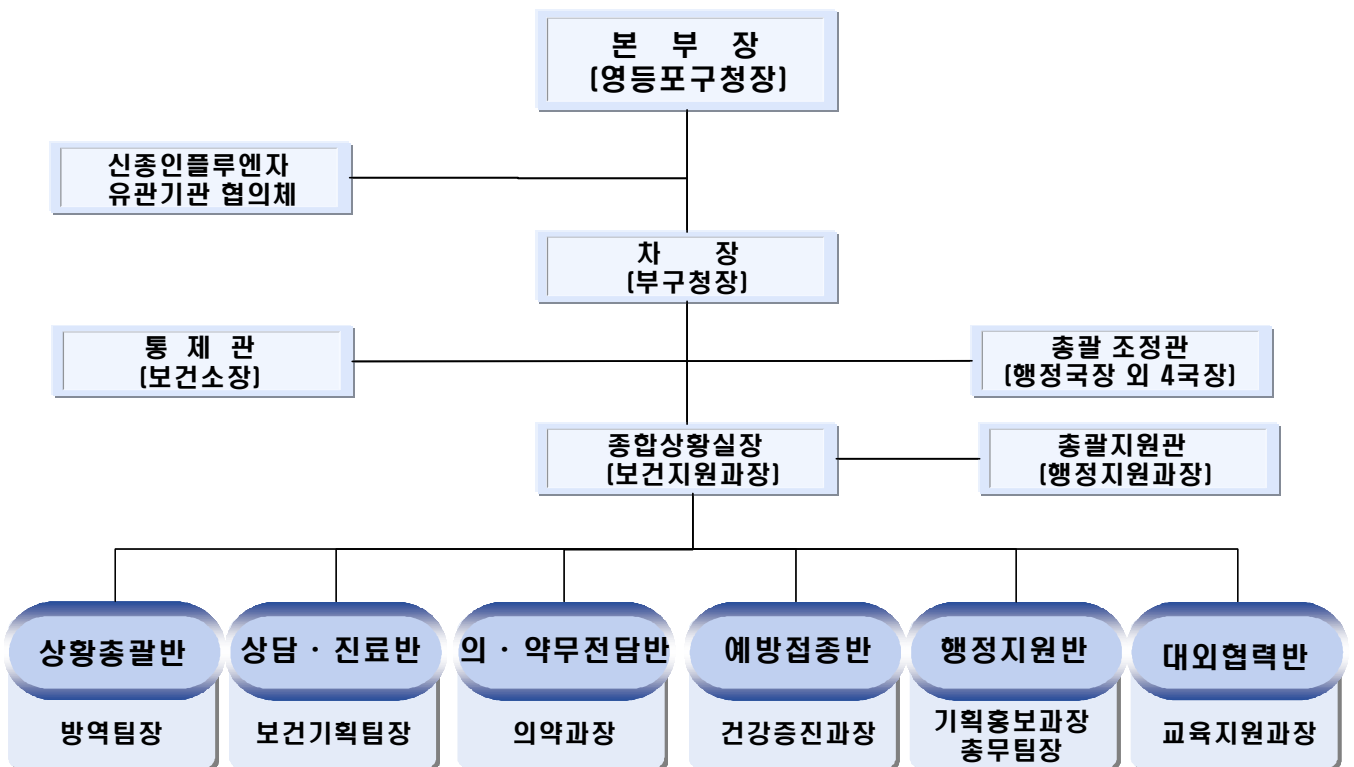 본 부 장
(영등포구청장)
신종인플루엔자
유관기관 협의체
차 장
(부구청장)
통 제 관
(보건소장)
총괄 조정관
(행정국장 외 4국장)
종합상황실장
(보건지원과장)
총괄지원관
(행정지원과장)
상황총괄반
상담 · 진료반
의 · 약무전담반
예방접종반
행정지원반
대외협력반
방역팀장
보건기획팀장
의약과장
건강증진과장
기획홍보과장
총무팀장
교육지원과장